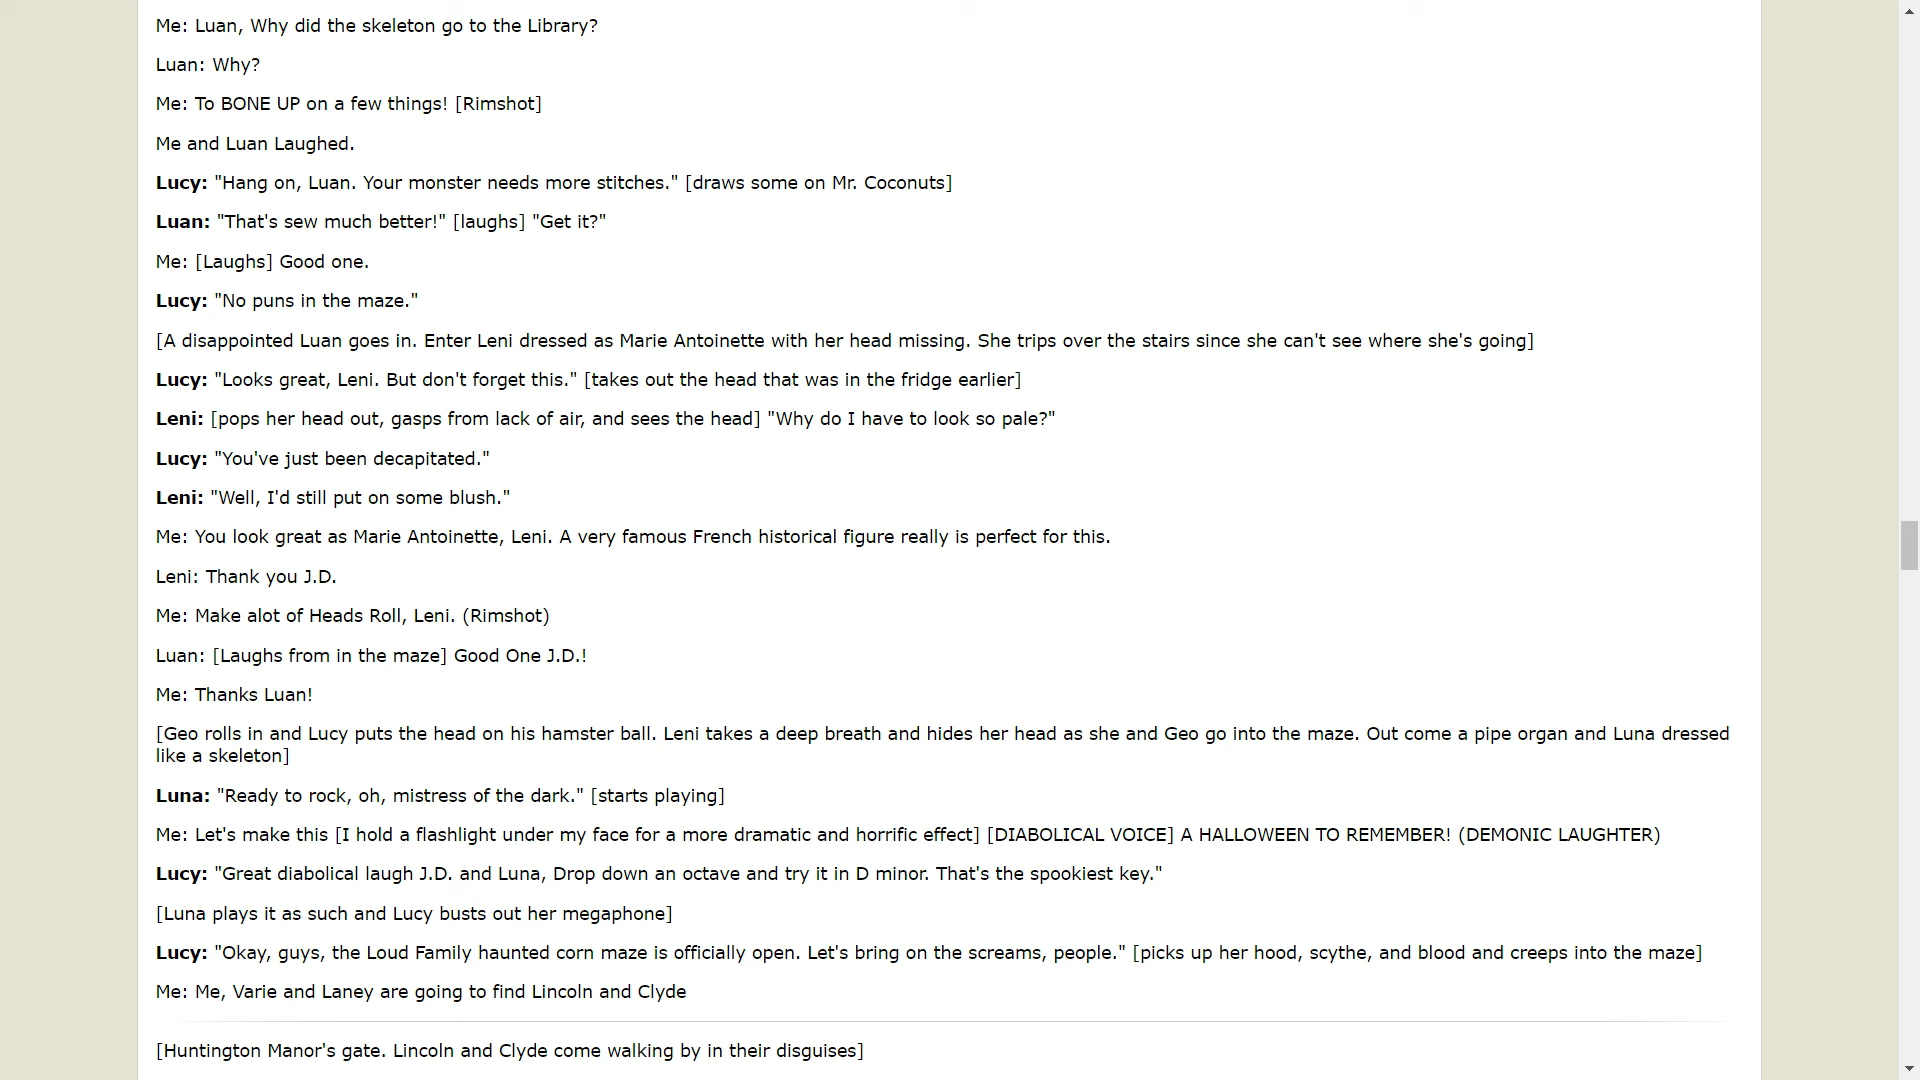 Me: Luan, Why did the skeleton go to the Library?
Luan: Why?
Me: To BONE UP on a few things! [Rimshot]
Me and Luan Laughed.
Lucy: "Hang on, Luan. Your monster needs more stitches." [draws some on Mr. Coconuts]
Luan: "That's sew much better!" [laughs] "Get it?"
Me: [Laughs] Good one.
Lucy: "No puns in the maze."
[A disappointed Luan goes in. Enter Leni dressed as Marie Antoinette with her head missing. She trips over the stairs since she can't see where she's going]
Lucy: "Looks great, Leni. But don't forget this." [takes out the head that was in the fridge earlier]
Leni: [pops her head out, gasps from lack of air, and sees the head] "Why do I have to look so pale?"
Lucy: "You've just been decapitated."
Leni: "Well, I'd still put on some blush."
Me: You look great as Marie Antoinette, Leni. A very famous French historical figure really is perfect for this.
Leni: Thank you J.D.
Me: Make alot of Heads Roll, Leni. (Rimshot)
Luan: [Laughs from in the maze] Good One J.D.!
Me: Thanks Luan!
[Geo rolls in and Lucy puts the head on his hamster ball. Leni takes a deep breath and hides her head as she and Geo go into the maze. Out come a pipe organ and Luna dressed
like a skeleton]
Luna: "Ready to rock, oh, mistress of the dark." [starts playing]
Me: Let's make this [I hold a flashlight under my face for a more dramatic and horrific effect] [DIABOLICAL VOICE] A HALLOWEEN TO REMEMBER! (DEMONIC LAUGHTER)
Lucy: "Great diabolical laugh J.D. and Luna, Drop down an octave and try it in D minor. That's the spookiest key."
[Luna plays it as such and Lucy busts out her megaphone]
Lucy: "Okay, guys, the Loud Family haunted corn maze is officially open. Let's bring on the screams, people." [picks up her hood, scythe, and blood and creeps into the maze]
Me: Me, Varie and Laney are going to find Lincoln and Clyde
[Huntington Manor's gate. Lincoln and Clyde come walking by in their disguises]